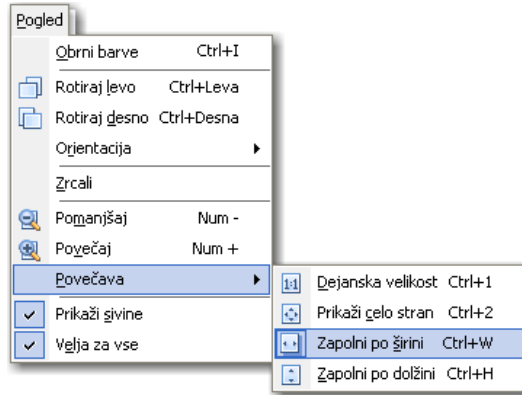 Pogled
Obrni barve Ctrl+I
Rotiraj levo Ctrl+Leva
Rotiraj desno Ctrl+Desna
Orientacija
Zrcali
Pomanjšaj Num -
Povečaj Num +
Povečava
Prikaži sivine
Velja za vse
1:1 Dejanska velikost Ctrl+1
Prikaži celo stran Ctrl+2
Zapolni po širini Ctrl+W
Zapolni po dolžini Ctrl+H